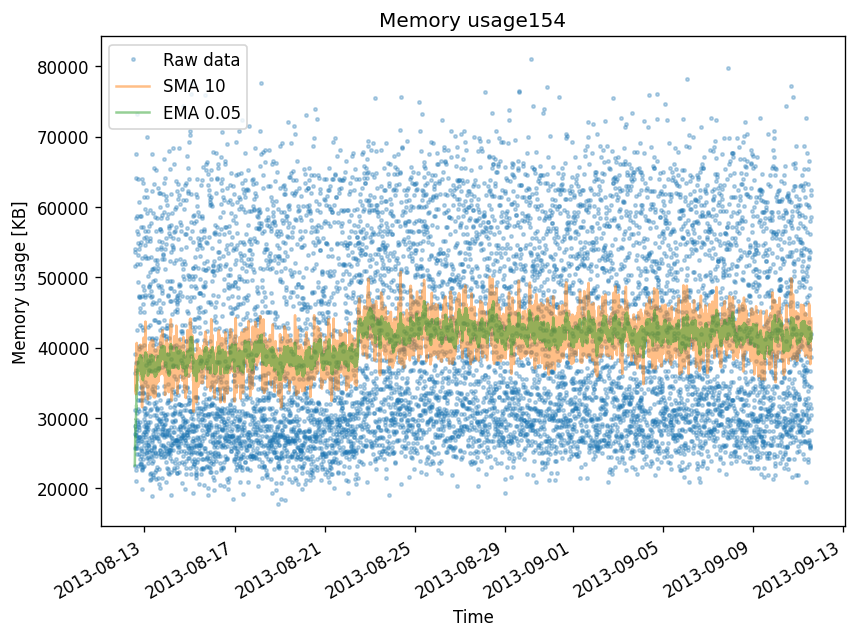 Memory usage154
Raw data
SMA 10
EMA 0.05
Memory usage [KB]
80000
70000
60000
50000
40000
30000
20000
2013-08-13
2013-08-17
2013-08-21
2013-08-25
2013-08-29
2013-09-01
2013-09-05
2013-09-09
2013-09-13
Time